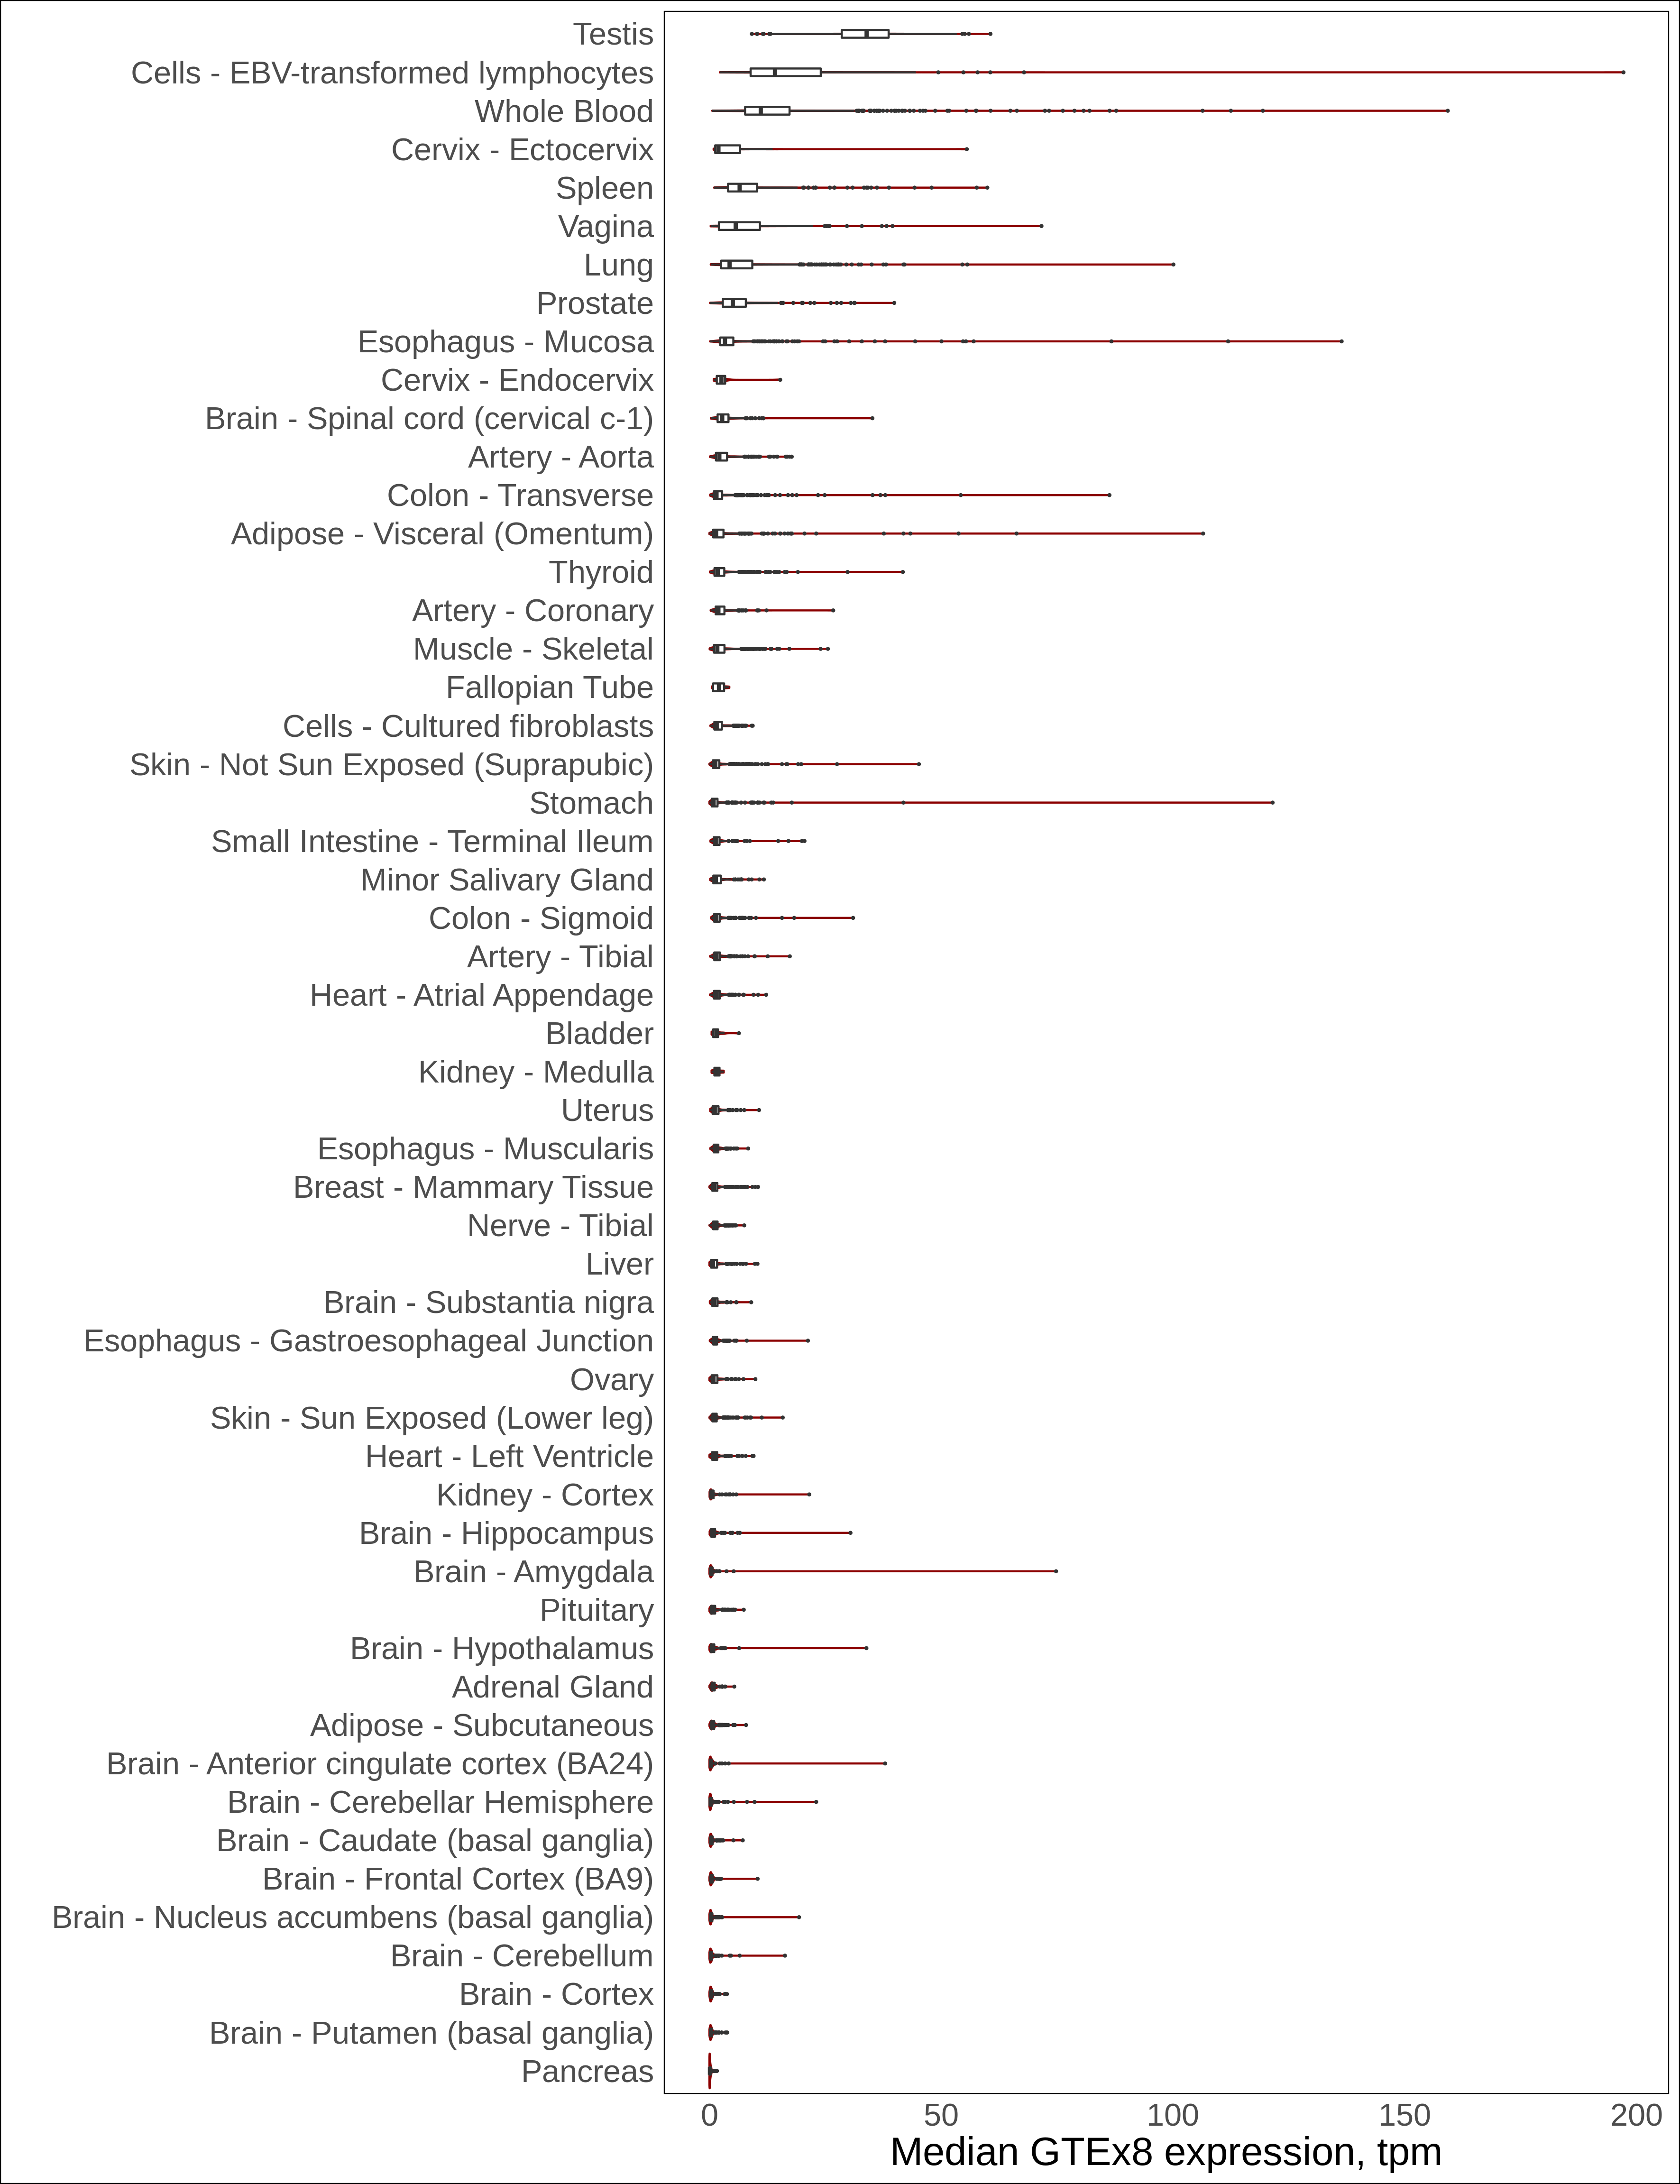 Testis
Cells - EBV-transformed lymphocytes
Whole Blood
Cervix - Ectocervix
Spleen
Vagina
Lung
Prostate
Esophagus - Mucosa
Cervix - Endocervix
Brain - Spinal cord (cervical c-1)
Artery - Aorta
Colon - Transverse
Adipose - Visceral (Omentum)
Thyroid
Artery - Coronary
Muscle - Skeletal
Fallopian Tube
Cells - Cultured fibroblasts
Skin - Not Sun Exposed (Suprapubic)
Stomach
Small Intestine - Terminal Ileum
Minor Salivary Gland
Colon - Sigmoid
Artery - Tibial
Heart - Atrial Appendage
Bladder
Kidney - Medulla
Uterus
Esophagus - Muscularis
Breast - Mammary Tissue
Nerve - Tibial
Liver
Brain - Substantia nigra
Esophagus - Gastroesophageal Junction
Ovary
Skin - Sun Exposed (Lower leg)
Heart - Left Ventricle
Kidney - Cortex
Brain - Hippocampus
Brain - Amygdala
Pituitary
Brain - Hypothalamus
Adrenal Gland
Adipose - Subcutaneous
Brain - Anterior cingulate cortex (BA24)
Brain - Cerebellar Hemisphere
Brain - Caudate (basal ganglia)
Brain - Frontal Cortex (BA9)
Brain - Nucleus accumbens (basal ganglia)
Brain - Cerebellum
Brain - Cortex
Brain - Putamen (basal ganglia)
Pancreas
0 50 100 150 200
Median GTEx8 expression, tpm